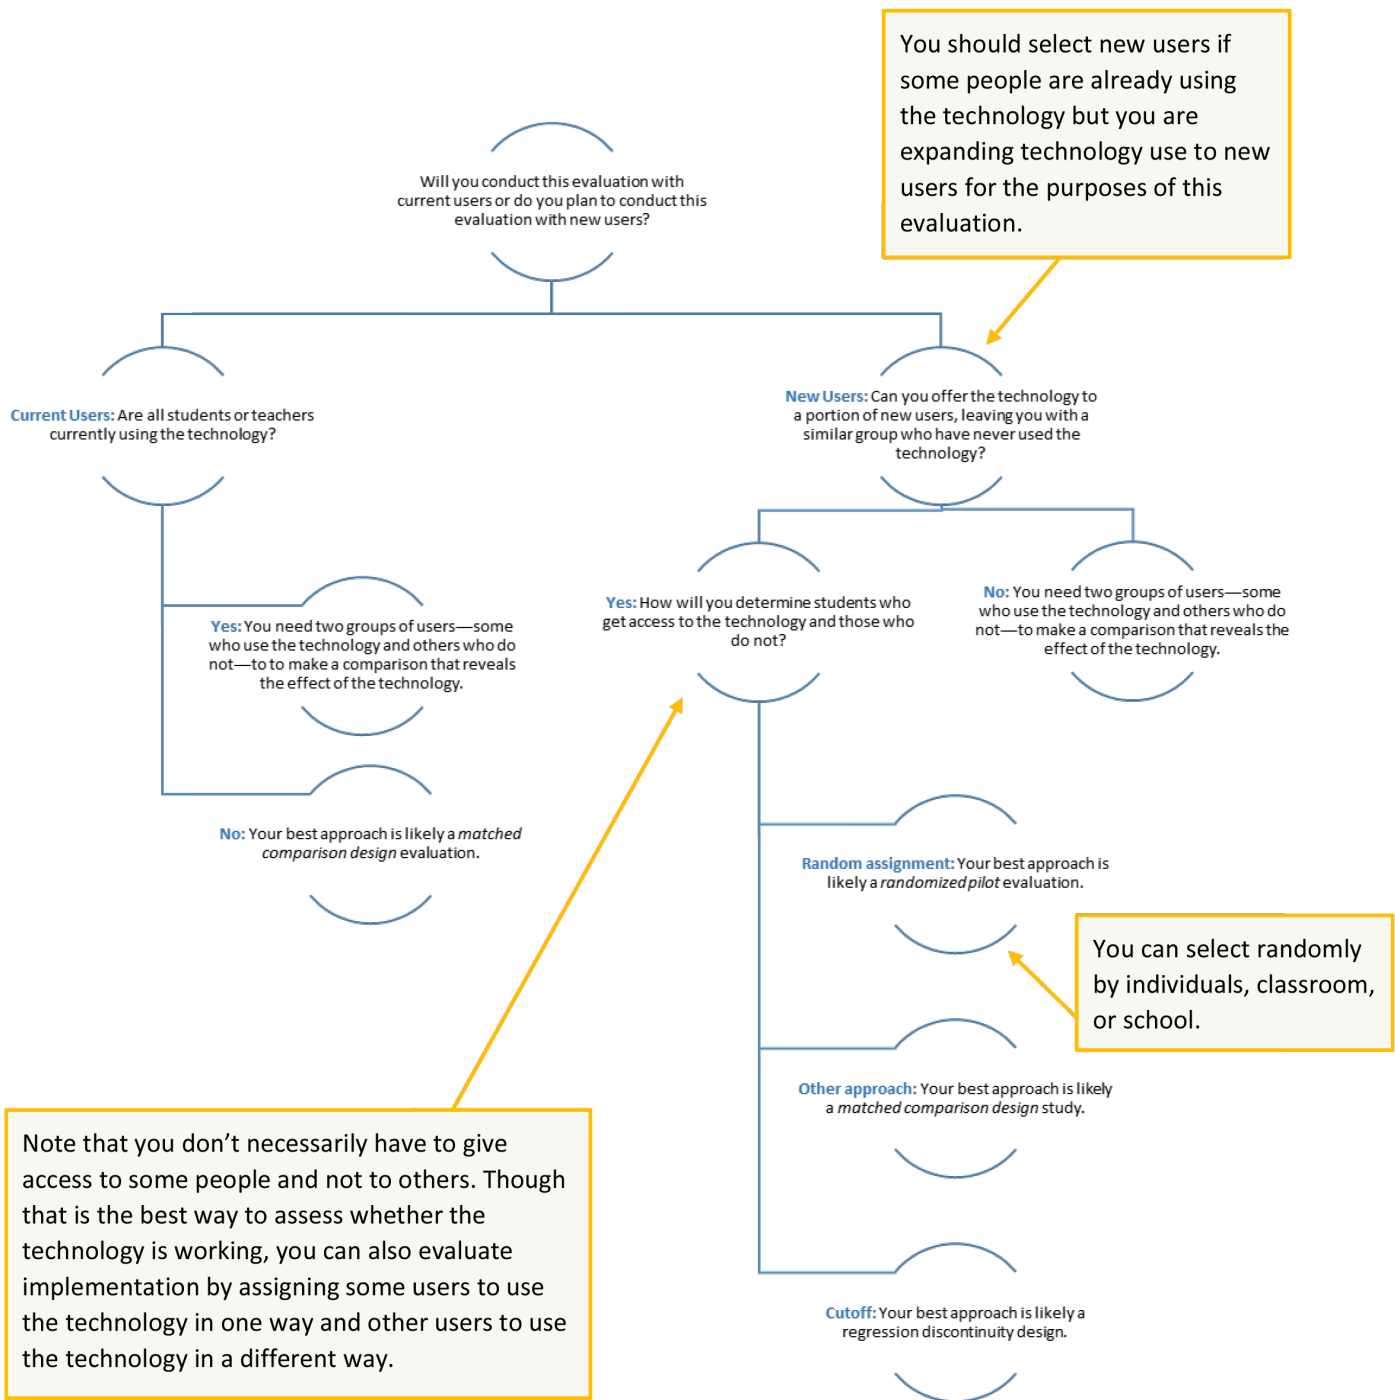 You should select new users if
some people are already using
the technology but you are
expanding technology use to new
users for the purposes of this
evaluation.
Will you conduct this evaluation with
current users or do you plan to conduct this
evaluation with new users?
Current Users: Are all students or teachers
currently using the technology?
New Users: Can you offer the technology to
a portion of new users, leaving you with a
similar group who have never used the
technology?
Yes: You need two groups of users—some
who use the technology and others who do
not—to to make a comparison that reveals
the effect of the technology.
No: Your best approach is likely a matched
comparison design evaluation.
Yes: How will you determine students who
get access to the technology and those who
do not?
No: You need two groups of users—some
who use the technology and others who do
not—to make a comparison that reveals the
effect of the technology.
Random assignment: Your best approach is
likely a randomized pilot evaluation.
You can select randomly
by individuals, classroom,
or school.
Other approach: Your best approach is likely
a matched comparison design study.
Cutoff: Your best approach is likely a
regression discontinuity design.
Note that you don’t necessarily have to give
access to some people and not to others. Though
that is the best way to assess whether the
technology is working, you can also evaluate
implementation by assigning some users to use
the technology in one way and other users to use
the technology in a different way.